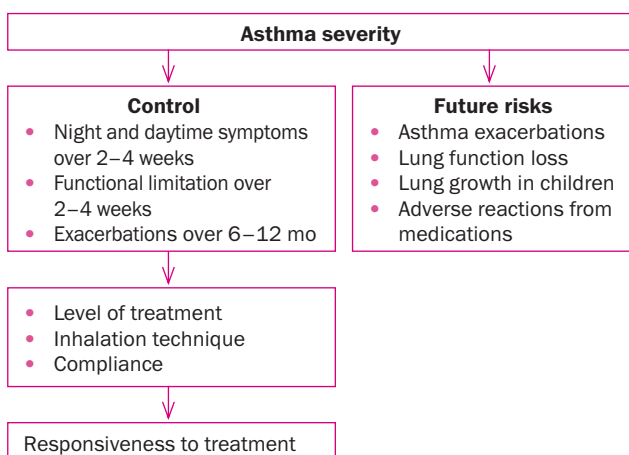 Asthma severity
Control
• Night and daytime symptoms
over 2–4 weeks
• Functional limitation over
2–4 weeks
• Exacerbations over 6–12 mo
Future risks
• Asthma exacerbations
• Lung function loss
• Lung growth in children
• Adverse reactions from
medications
• Level of treatment
• Inhalation technique
• Compliance
Responsiveness to treatment